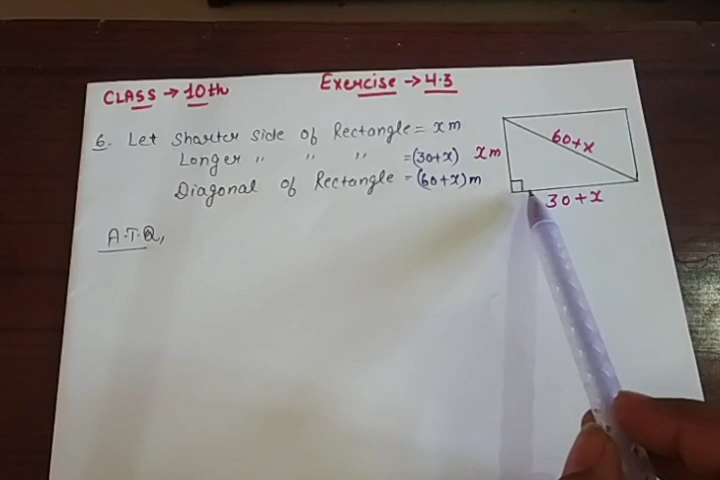 CLASS → 10th Exercise → 4.3
6. Let Shorter side of Rectangle = x m
Longer " " " = (30+x)
Diagonal of Rectangle = (60+x)m
x m
60+x
30+x
A.T.Q,